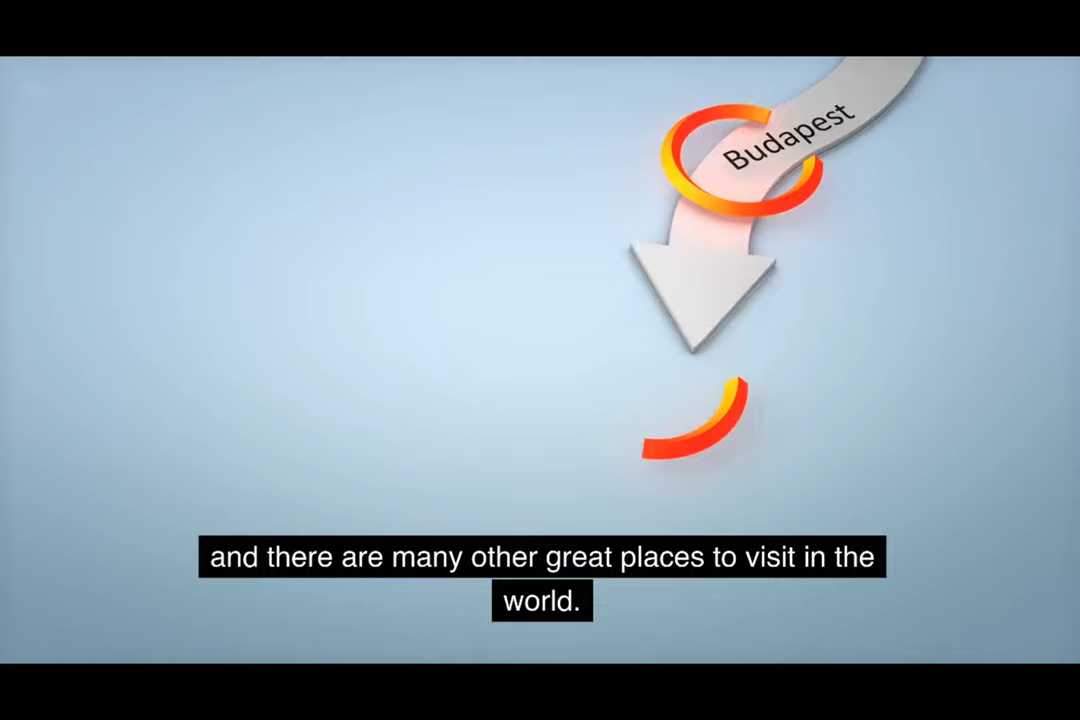 Budapest
and there are many other great places to visit in the
world.